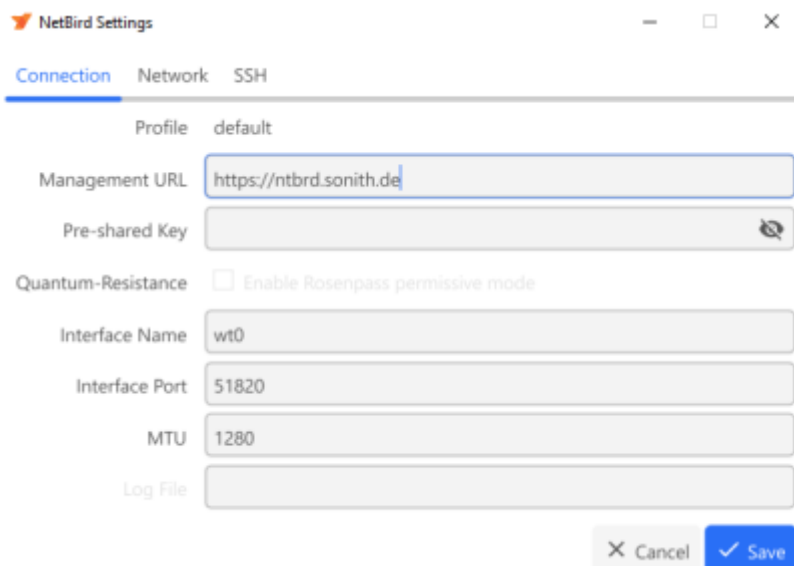 NetBird Settings
Connection Network SSH
Profile default
Management URL https://ntbrd.sonith.de
Pre-shared Key
Quantum-Resistance Enable Rosenpass permissive mode
Interface Name wt0
Interface Port 51820
MTU 1280
Log File
Cancel Save